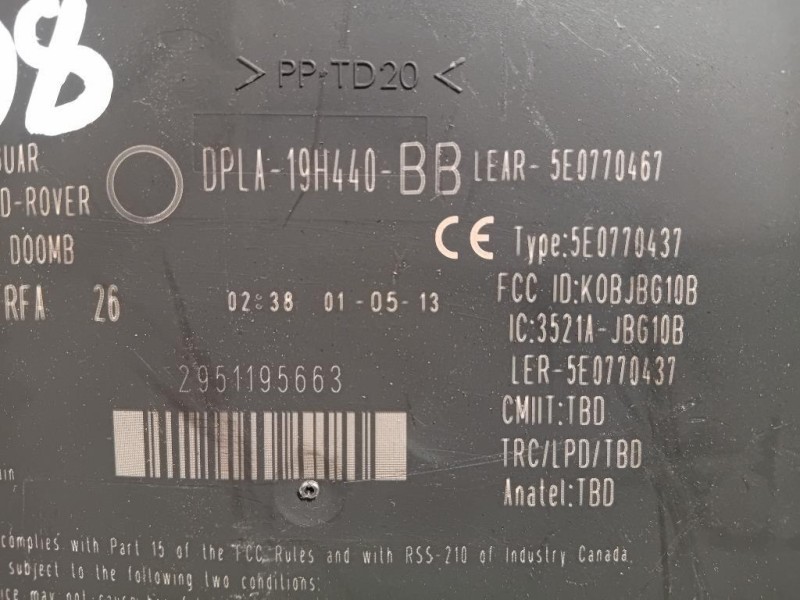 08
> PP-TD20 <
GUAR
DPLA-19H440-BB LEAR- 5E0770467
D-ROVER
CE Type:5E0770437
DOOMB
FCC ID:KOBJBG10B
RFA 26 02:38 01-05-13
IC:3521A-JBG10B
LER-5E0770437
2951195663
CMIIT:TBD
TRC/LPD/TBD
Anatel:TBD
complies with Part 15 of the FCC Rules and with RSS-210 of Industry Canada.
subject to the following two conditions: